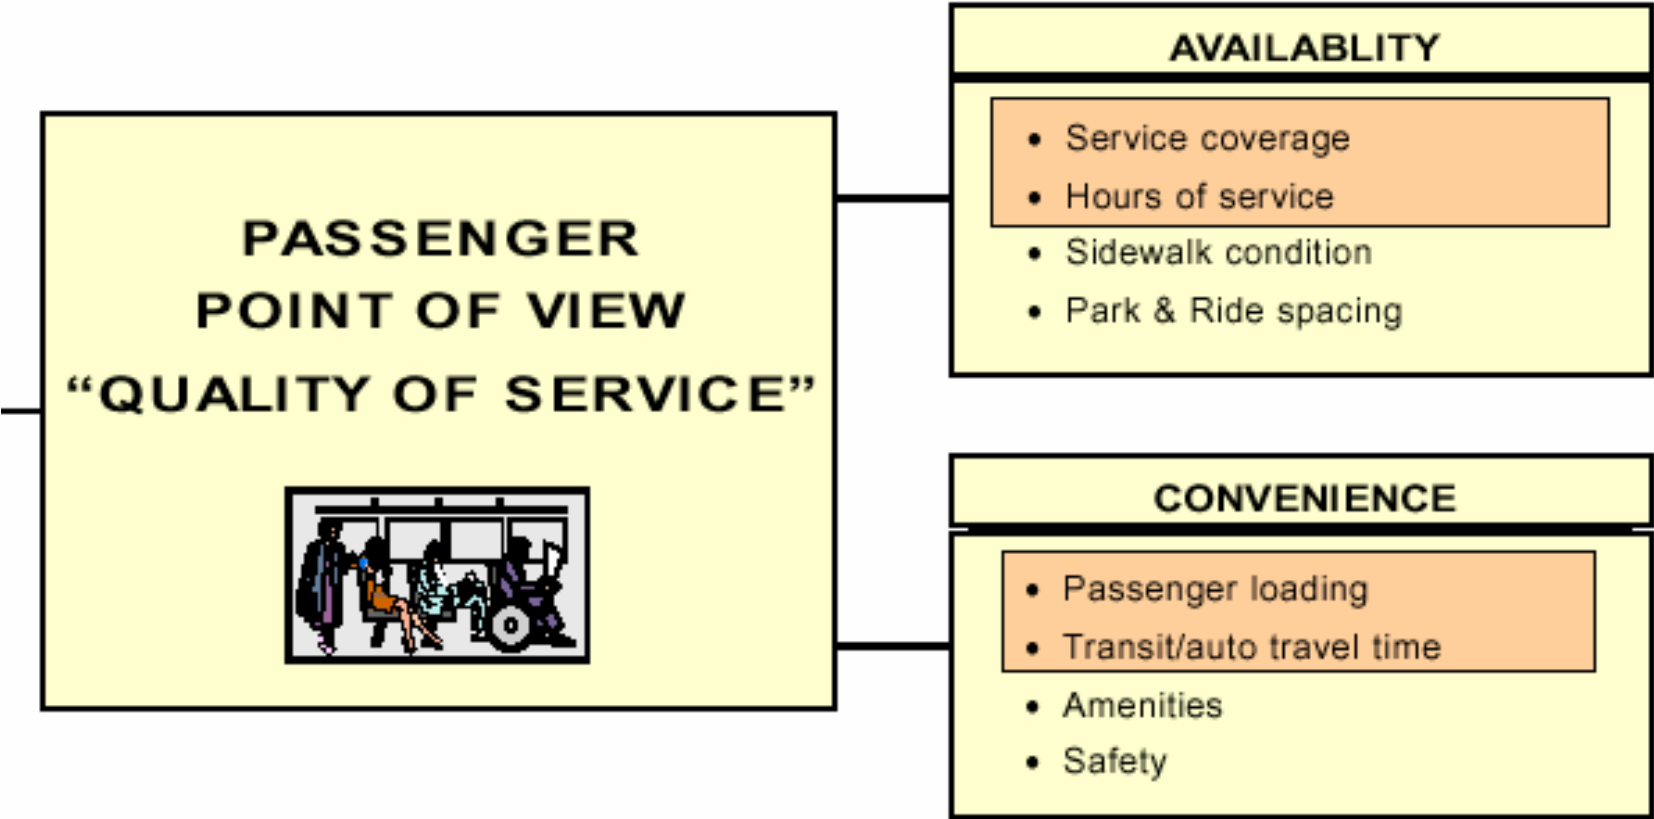 PASSENGER
POINT OF VIEW
“QUALITY OF SERVICE”
AVAILABLITY
• Service coverage
• Hours of service
• Sidewalk condition
• Park & Ride spacing
CONVENIENCE
• Passenger loading
• Transit/auto travel time
• Amenities
• Safety